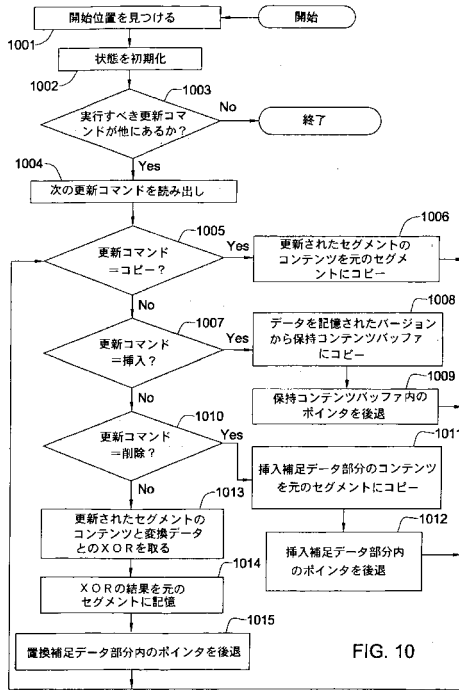 開始位置を見つける
開始
1001
状態を初期化
1002
1003
実行すべき更新コ
マンドが他にあるか？
No
終了
Yes
1004
次の更新コマンドを読み出し
1005
更新コマンド
＝コピー？
Yes
1006
更新されたセグメントの
コンテンツを元のセグメ
ントにコピー
No
1007
更新コマンド
＝挿入？
Yes
1008
データを記憶されたバージョン
から保持コンテンツバッファ
にコピー
1009
保持コンテンツバッファ内の
ポインタを後退
No
1010
更新コマンド
＝削除？
Yes
1011
挿入補足データ部分のコンテンツ
を元のセグメントにコピー
1012
挿入補足データ部分内
のポインタを後退
No
1013
更新されたセグメントの
コンテンツと変換データ
とのXORを取る
1014
XORの結果を元の
セグメントに記憶
1015
置換補足データ部分内のポインタを後退
FIG. 10